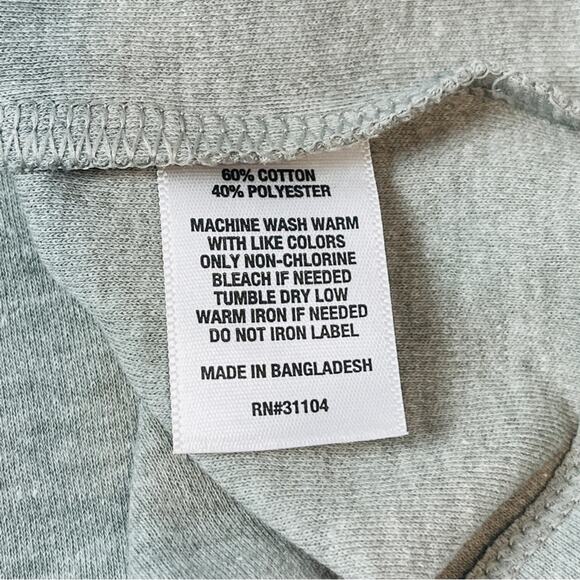 60% COTTON
40% POLYESTER
MACHINE WASH WARM
WITH LIKE COLORS
ONLY NON-CHLORINE
BLEACH IF NEEDED
TUMBLE DRY LOW
WARM IRON IF NEEDED
DO NOT IRON LABEL
MADE IN BANGLADESH
RN#31104